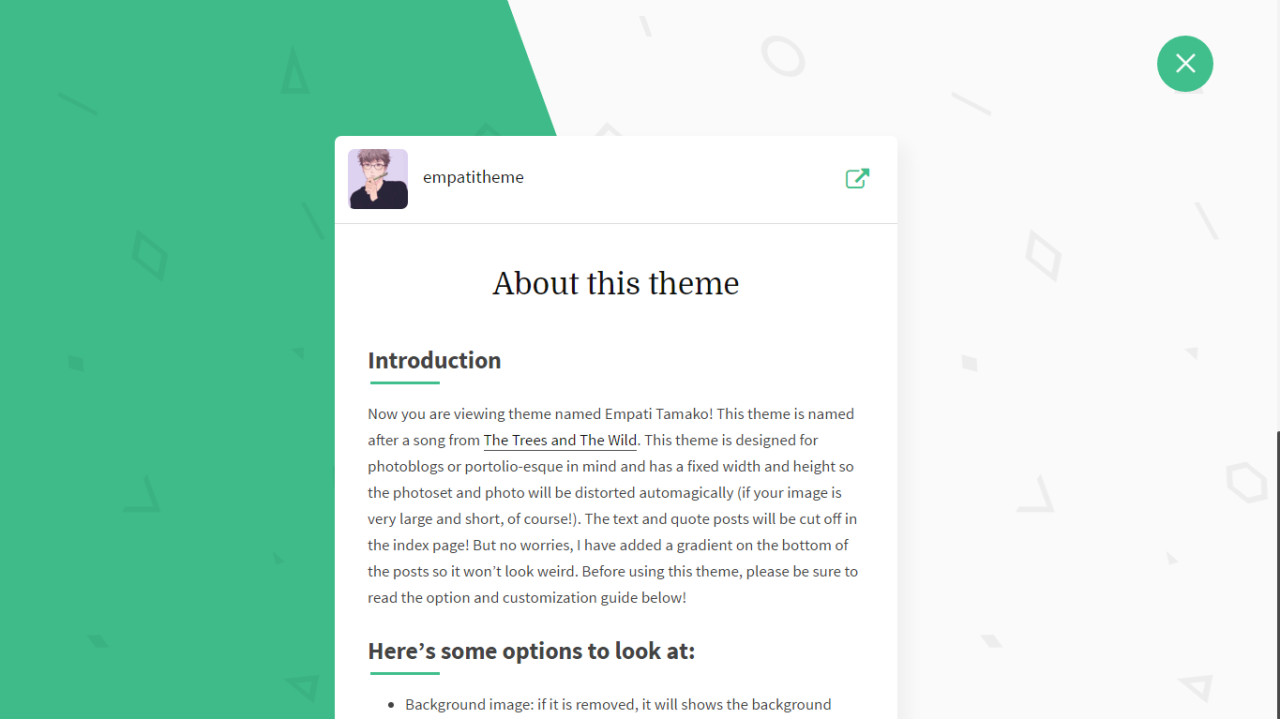 empatitheme
About this theme
Introduction
Now you are viewing theme named Empati Tamako! This theme is named
after a song from The Trees and The Wild. This theme is designed for
photoblogs or portolio-esque in mind and has a fixed width and height so
the photoset and photo will be distorted automagically (if your image is
very large and short, of course!). The text and quote posts will be cut off in
the index page! But no worries, I have added a gradient on the bottom of
the posts so it won’t look weird. Before using this theme, please be sure to
read the option and customization guide below!
Here’s some options to look at:
Background image: if it is removed, it will shows the background